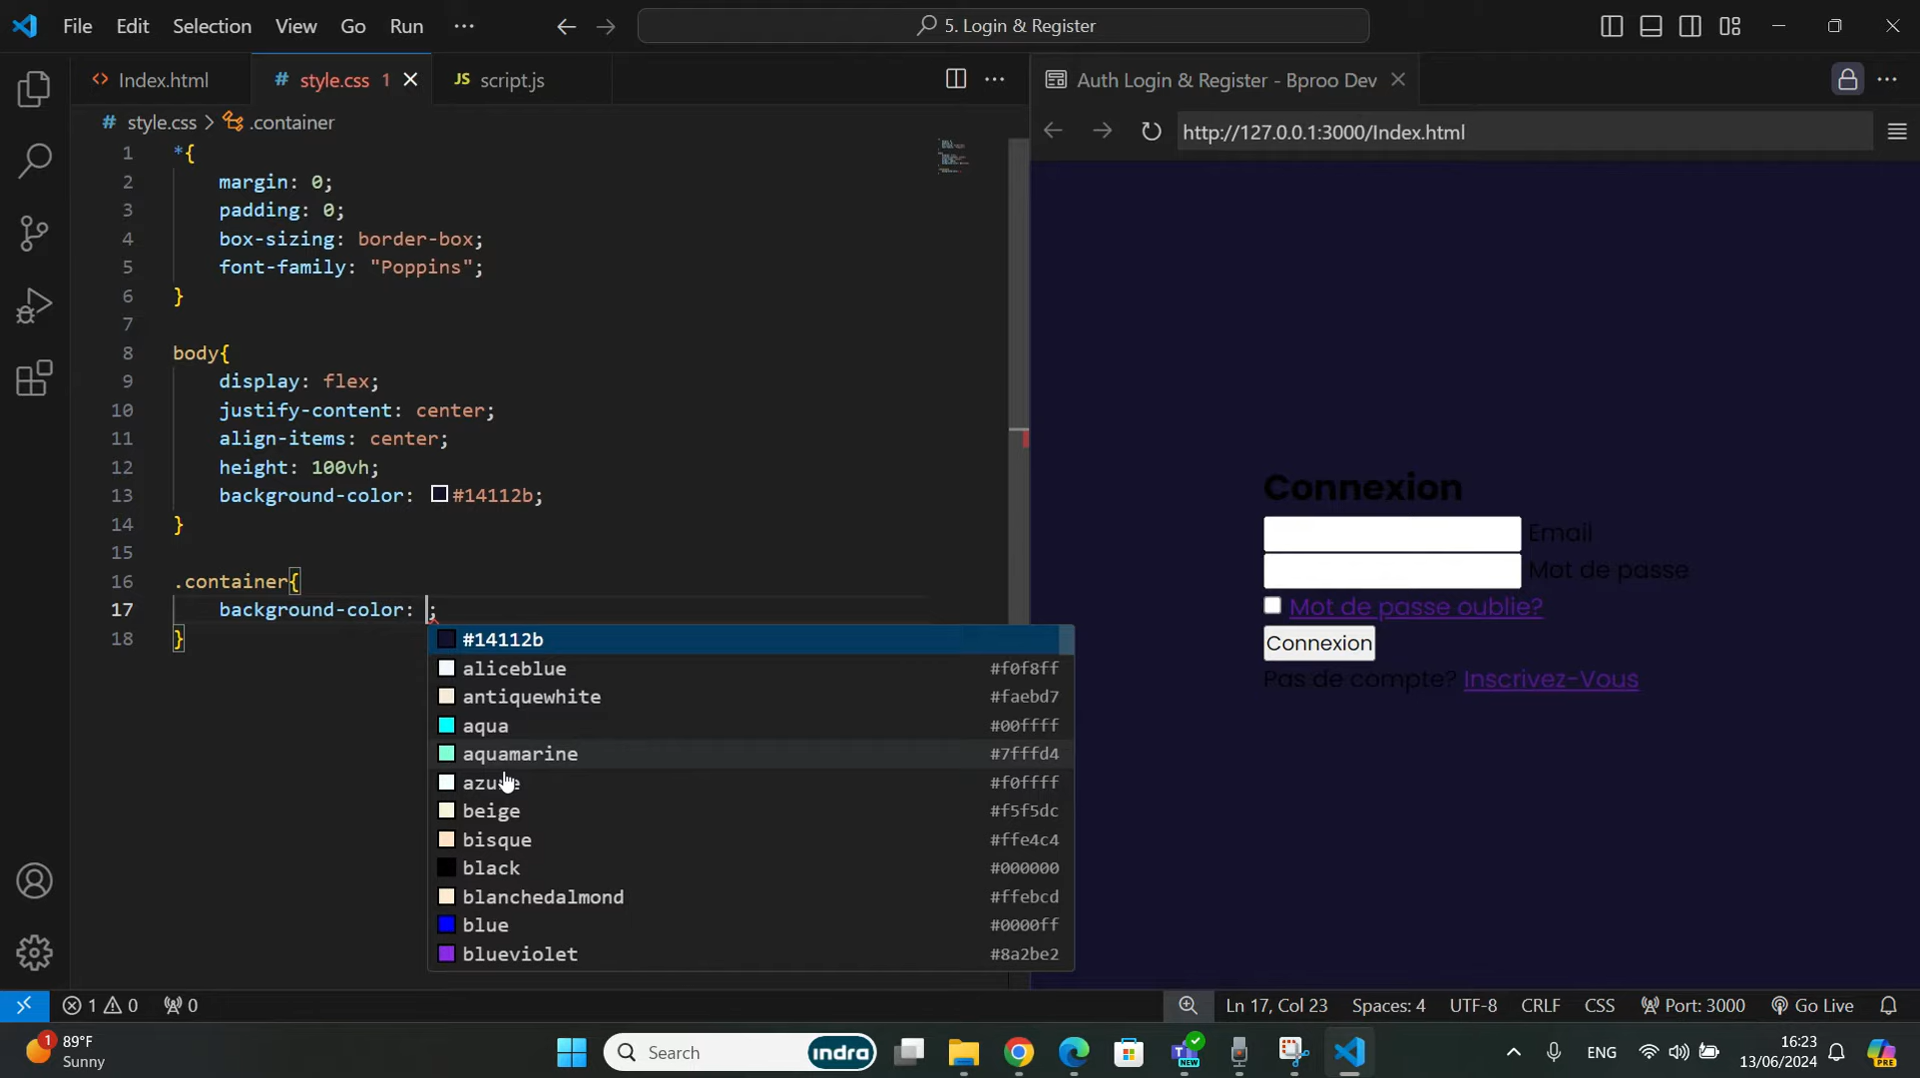 File Edit Selection View Go Run ··· 5. Login & Register
<> Index.html # style.css 1 JS script.js
# style.css > .container
1 *{
2 margin: 0;
3 padding: 0;
4 box-sizing: border-box;
5 font-family: "Poppins";
6 }
7
8 body{
9 display: flex;
10 justify-content: center;
11 align-items: center;
12 height: 100vh;
13 background-color: #14112b;
14 }
15
16 .container{
17 background-color: ;
18 }
#14112b
aliceblue #f0f8ff
antiquewhite #faebd7
aqua #00ffff
aquamarine #7fffd4
azure #f0ffff
beige #f5f5dc
bisque #ffe4c4
black #000000
blanchedalmond #ffebcd
blue #0000ff
blueviolet #8a2be2
Auth Login & Register - Bproo Dev
http://127.0.0.1:3000/Index.html
Connexion
Email
Mot de passe
Mot de passe oublie?
Connexion
Pas de compte? Inscrivez-Vous
1 0 0 Ln 17, Col 23 Spaces: 4 UTF-8 CRLF CSS Port: 3000 Go Live
1 89°F
Sunny
Search indra NEW ENG 16:23
13/06/2024 PRE